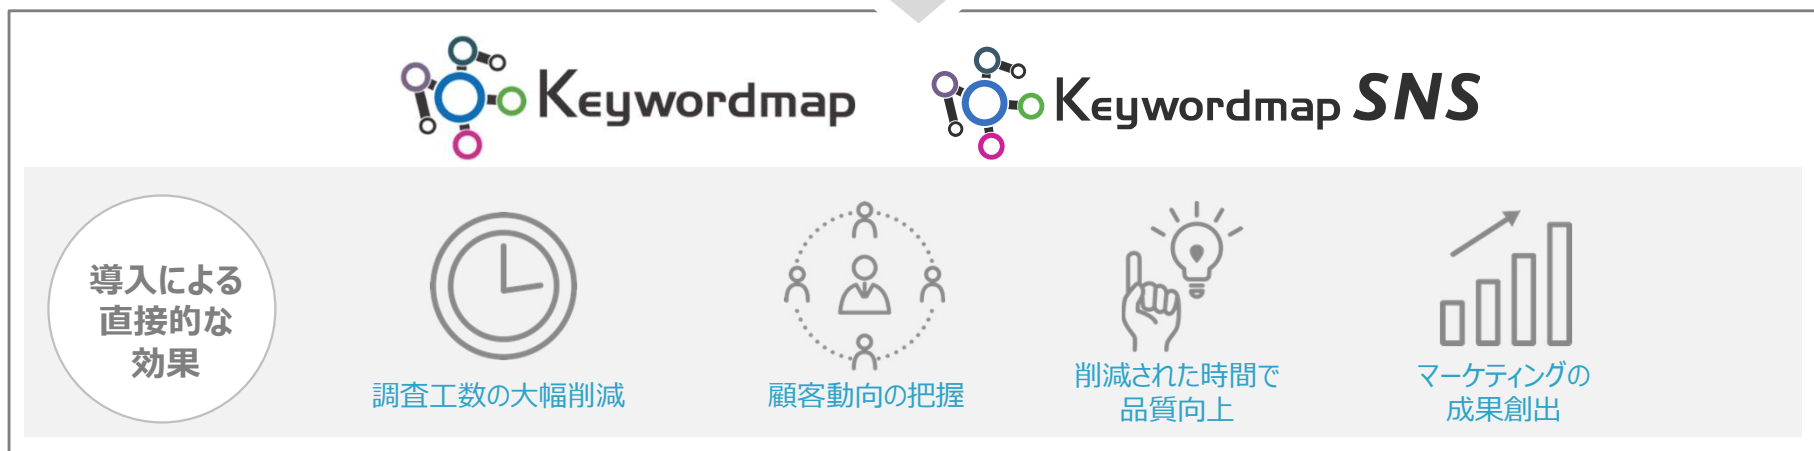 Keywordmap
Keywordmap SNS
導入による
直接的な
効果
調査工数の大幅削減
顧客動向の把握
削減された時間で
品質向上
マーケティングの
成果創出